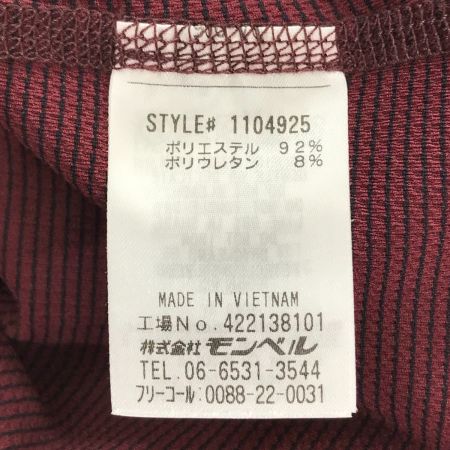 STYLE# 1104925
ポリエステル 92%
ポリウレタン 8%
MADE IN VIETNAM
工場No.422138101
株式会社 モンベル
TEL.06-6531-3544
フリーコール:0088-22-0031